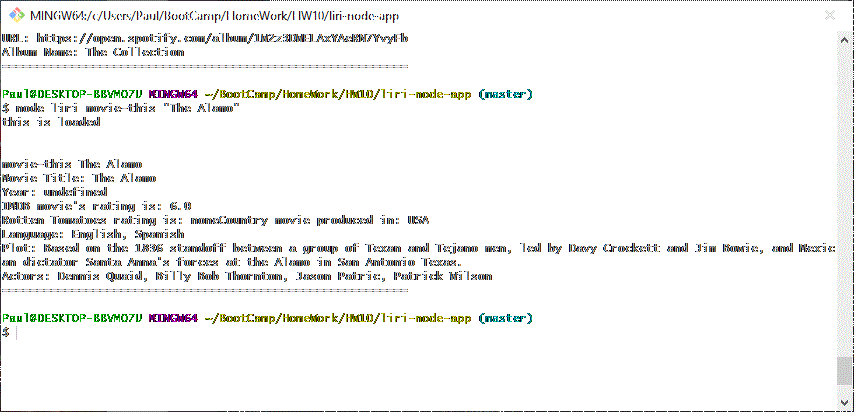 MINGW64:/c/Users/Paul/BootCamp/HomeWork/HW10/liri-node-app
URL: https://open.spotify.com/album/
Album Name: The Collection
Paul@DESKTOP- MINGW64 ~/BootCamp/HomeWork/HW10/liri-node-app (master)
$ node liri movie-this "The Alamo"
this is loaded
movie-this The Alamo
Movie Title: The Alamo
Year: undefined
IMDB movie's rating is: 6.0
Rotten Tomatoes rating is: noneCountry movie produced in: USA
Language: English, Spanish
Plot: Based on the 1836 standoff between a group of Texan and Tejano men, led by Davy Crockett and Jim Bowie, and Mexic
an dictator Santa Anna's forces at the Alamo in San Antonio Texas.
Actors: Dennis Quaid, Billy Bob Thornton, Jason Patric, Patrick Wilson
Paul@DESKTOP- MINGW64 ~/BootCamp/HomeWork/HW10/liri-node-app (master)
$